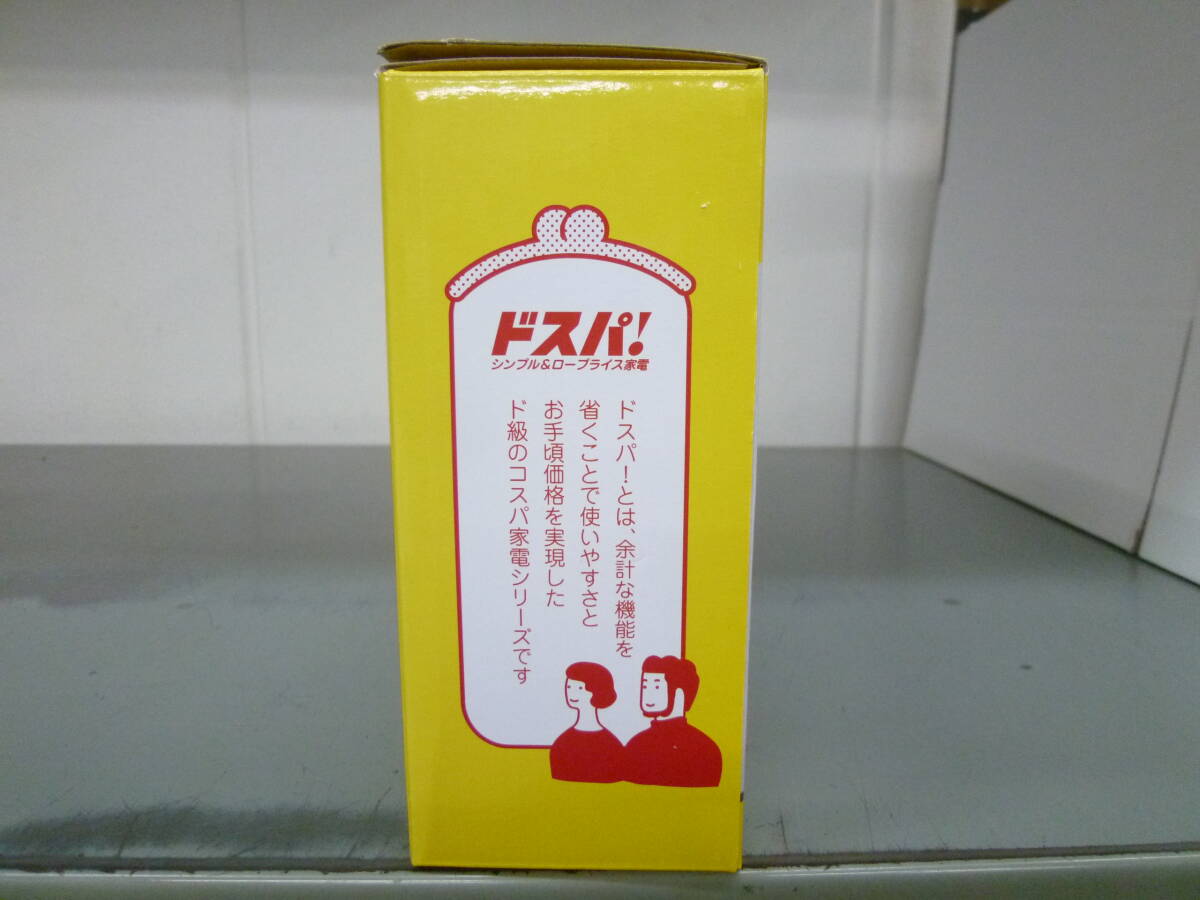 ドスパ!
シンプル&ロープライス家電
ドスパ!とは、余計な機能を
省くことで使いやすさと
お手頃価格を実現した
ド級のコスパ家電シリーズです